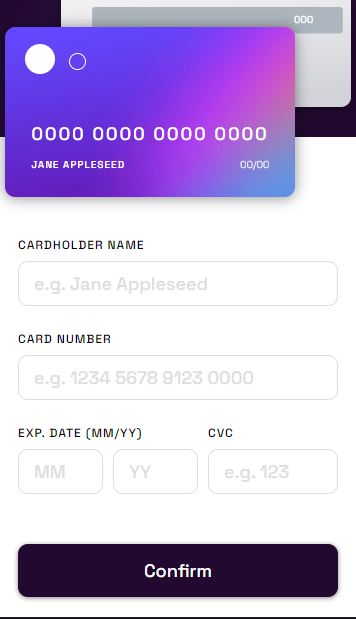 000
0000 0000 0000 0000
JANE APPLESEED 00/00
CARDHOLDER NAME
e.g. Jane Appleseed
CARD NUMBER
e.g. 1234 5678 9123 0000
EXP. DATE (MM/YY) CVC
MM YY e.g. 123
Confirm